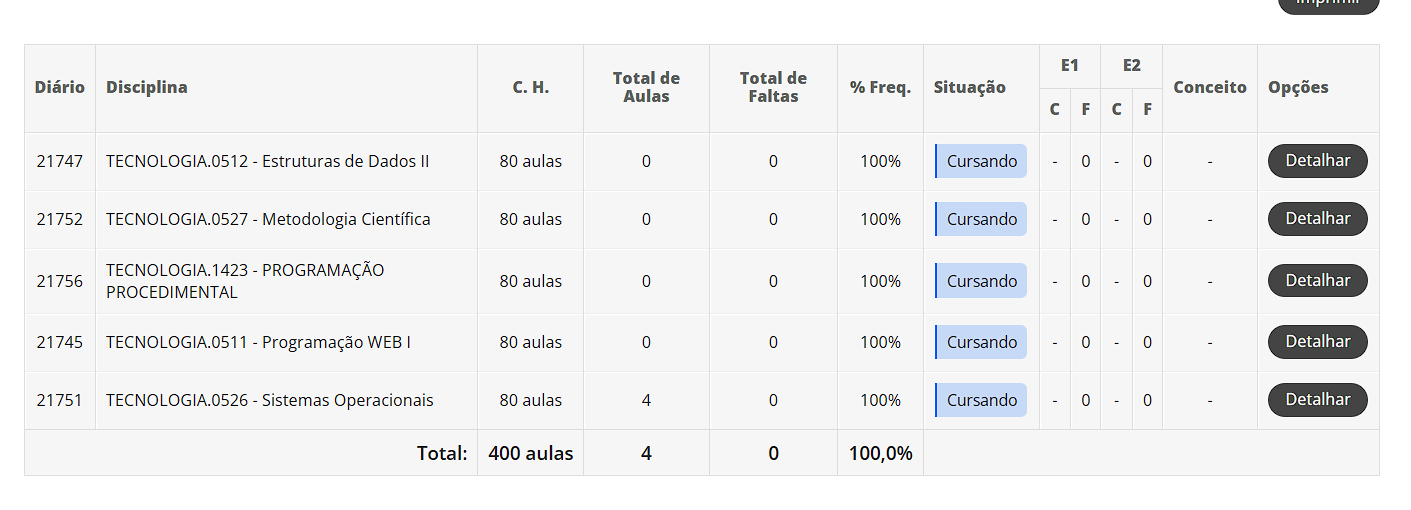 Imprimir
Diário Disciplina C. H. Total de Aulas Total de Faltas % Freq. Situação E1 E2 Conceito Opções
C F C F
21747 TECNOLOGIA.0512 - Estruturas de Dados II 80 aulas 0 0 100% Cursando - 0 - 0 - Detalhar
21752 TECNOLOGIA.0527 - Metodologia Científica 80 aulas 0 0 100% Cursando - 0 - 0 - Detalhar
21756 TECNOLOGIA.1423 - PROGRAMAÇÃO PROCEDIMENTAL 80 aulas 0 0 100% Cursando - 0 - 0 - Detalhar
21745 TECNOLOGIA.0511 - Programação WEB I 80 aulas 0 0 100% Cursando - 0 - 0 - Detalhar
21751 TECNOLOGIA.0526 - Sistemas Operacionais 80 aulas 4 0 100% Cursando - 0 - 0 - Detalhar
Total: 400 aulas 4 0 100,0%